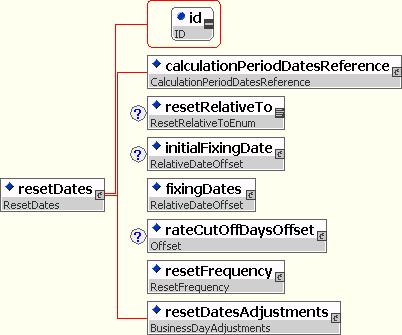 id
ID
calculationPeriodDatesReference
CalculationPeriodDatesReference
?
resetRelativeTo
ResetRelativeToEnum
?
initialFixingDate
RelativeDateOffset
resetDates
ResetDates
fixingDates
RelativeDateOffset
?
rateCutOffDaysOffset
Offset
resetFrequency
ResetFrequency
resetDatesAdjustments
BusinessDayAdjustments